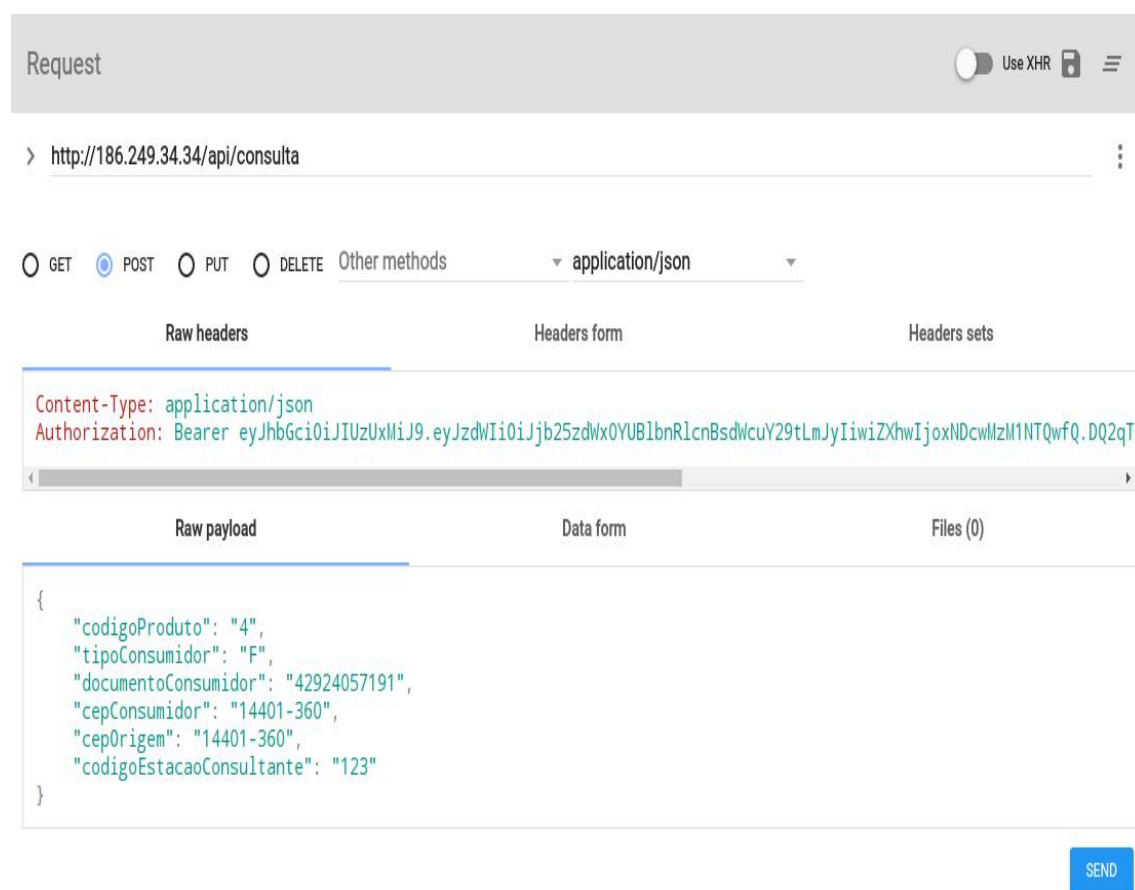 Request
Use XHR
http://186.249.34.34/api/consulta
GET POST PUT DELETE Other methods application/json
Raw headers Headers form Headers sets
Content-Type: application/json
Authorization: Bearer eyJhbGciOiJIUzUxMiJ9.eyJzdWIiOiJjb25zdWx0YUBlbnRlcnBsdWcuY29tLmJyIiwiZXhwIjoxNDcwMzM1NTQwfQ.DQ2qT
Raw payload Data form Files (0)
{
"codigoProduto": "4",
"tipoConsumidor": "F",
"documentoConsumidor": "42924057191",
"cepConsumidor": "14401-360",
"cepOrigem": "14401-360",
"codigoEstacaoConsultante": "123"
}
SEND